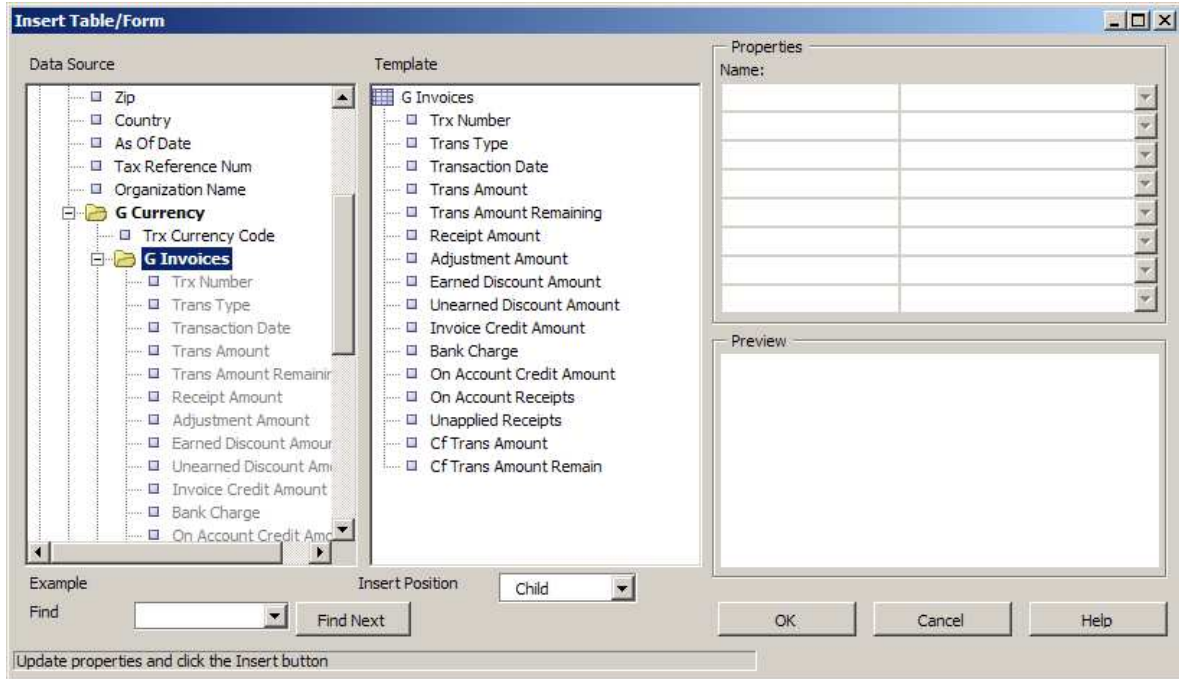 Insert Table/Form
Data Source
Zip
Country
As Of Date
Tax Reference Num
Organization Name
G Currency
Trx Currency Code
G Invoices
Trx Number
Trans Type
Transaction Date
Trans Amount
Trans Amount Remainin
Receipt Amount
Adjustment Amount
Earned Discount Amour
Unearned Discount Am
Invoice Credit Amount
Bank Charge
On Account Credit Amo
Example
Find
Find Next
Template
G Invoices
Trx Number
Trans Type
Transaction Date
Trans Amount
Trans Amount Remaining
Receipt Amount
Adjustment Amount
Earned Discount Amount
Unearned Discount Amount
Invoice Credit Amount
Bank Charge
On Account Credit Amount
On Account Receipts
Unapplied Receipts
Cf Trans Amount
Cf Trans Amount Remain
Insert Position
Child
Properties
Name:
Preview
OK
Cancel
Help
Update properties and click the Insert button